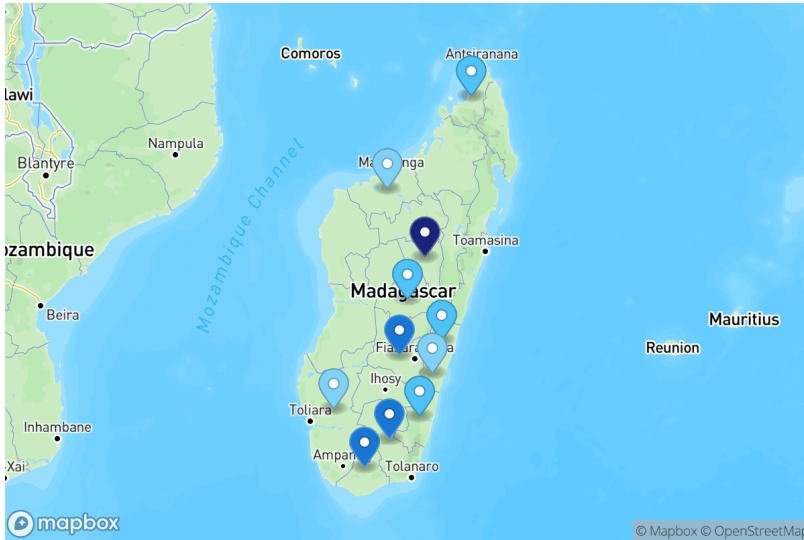 Comoros
Antsiranana
lawi
Nampula
Blantyre
Mozambique Channel
Toamasina
ozambique
Madagascar
Beira
Mauritius
Reunion
Ihosy
Toliara
Inhambane
Tolanaro
-Xai
mapbox
© Mapbox © OpenStreetMap